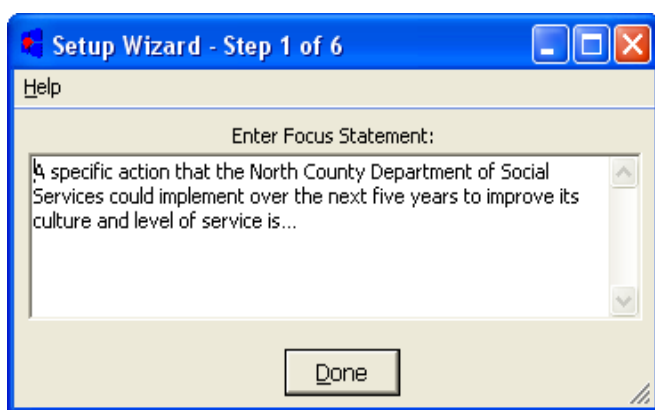 Setup Wizard - Step 1 of 6
Help
Enter Focus Statement:
A specific action that the North County Department of Social
Services could implement over the next five years to improve its
culture and level of service is...
Done